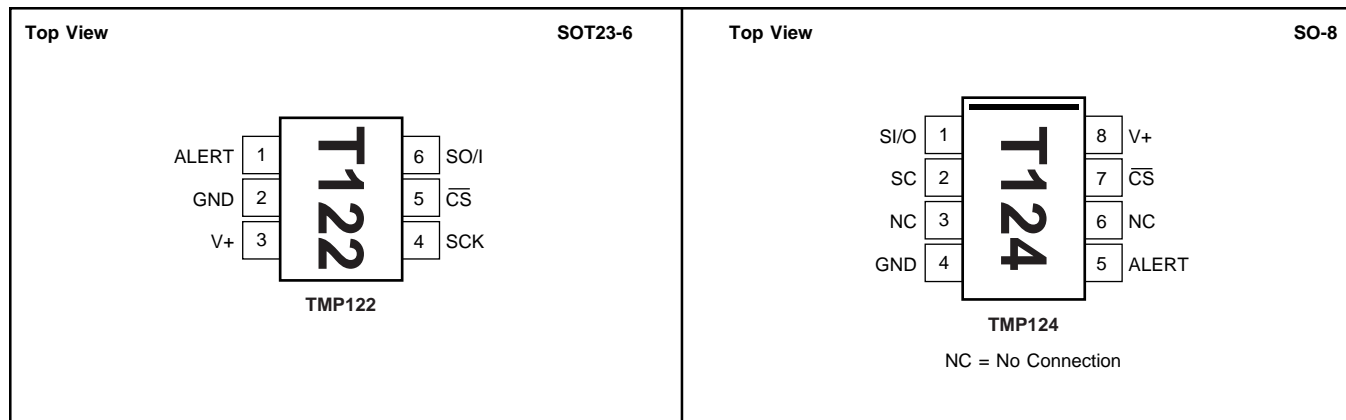 Top View SOT23-6
T122
ALERT 1 6 SO/I
GND 2 5 C̅S̅
V+ 3 4 SCK
TMP122
Top View SO-8
T124
SI/O 1 8 V+
SC 2 7 C̅S̅
NC 3 6 NC
GND 4 5 ALERT
TMP124
NC = No Connection